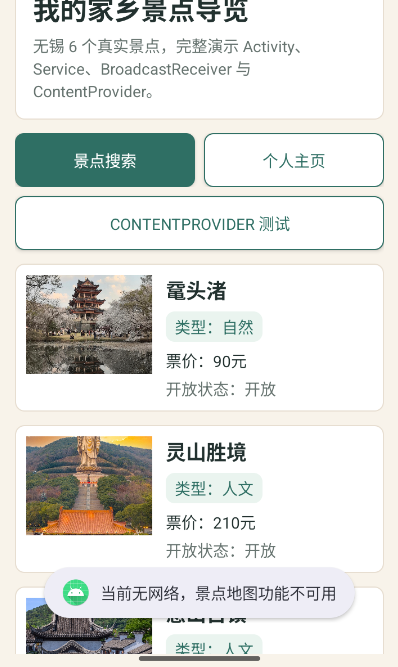 我的家乡景点导览
无锡 6 个真实景点，完整演示 Activity、
Service、BroadcastReceiver 与
ContentProvider。
景点搜索
个人主页
CONTENTPROVIDER 测试
鼋头渚
类型：自然
票价：90元
开放状态：开放
灵山胜境
类型：人文
票价：210元
开放状态：开放
当前无网络，景点地图功能不可用
类型：人文